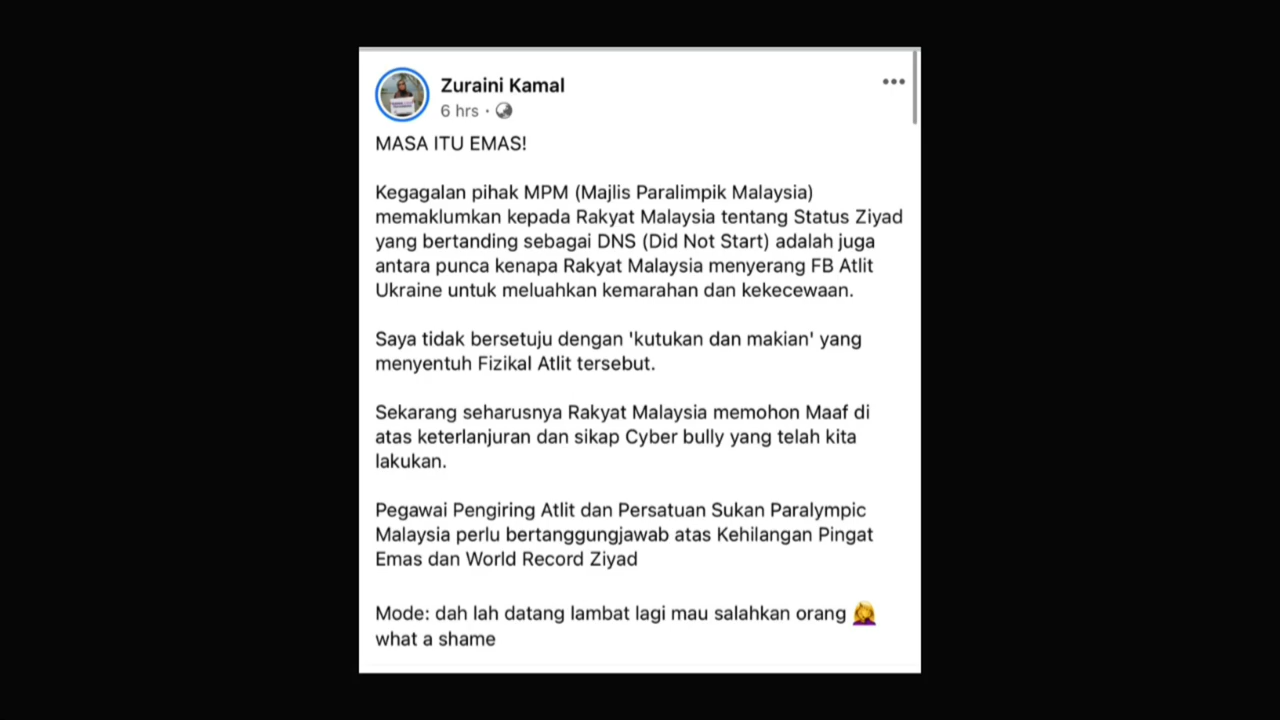 Zuraini Kamal
6 hrs ·
MASA ITU EMAS!
Kegagalan pihak MPM (Majlis Paralimpik Malaysia)
memaklumkan kepada Rakyat Malaysia tentang Status Ziyad
yang bertanding sebagai DNS (Did Not Start) adalah juga
antara punca kenapa Rakyat Malaysia menyerang FB Atlit
Ukraine untuk meluahkan kemarahan dan kekecewaan.
Saya tidak bersetuju dengan 'kutukan dan makian' yang
menyentuh Fizikal Atlit tersebut.
Sekarang seharusnya Rakyat Malaysia memohon Maaf di
atas keterlanjuran dan sikap Cyber bully yang telah kita
lakukan.
Pegawai Pengiring Atlit dan Persatuan Sukan Paralympic
Malaysia perlu bertanggungjawab atas Kehilangan Pingat
Emas dan World Record Ziyad
Mode: dah lah datang lambat lagi mau salahkan orang 🤦‍♀️
what a shame